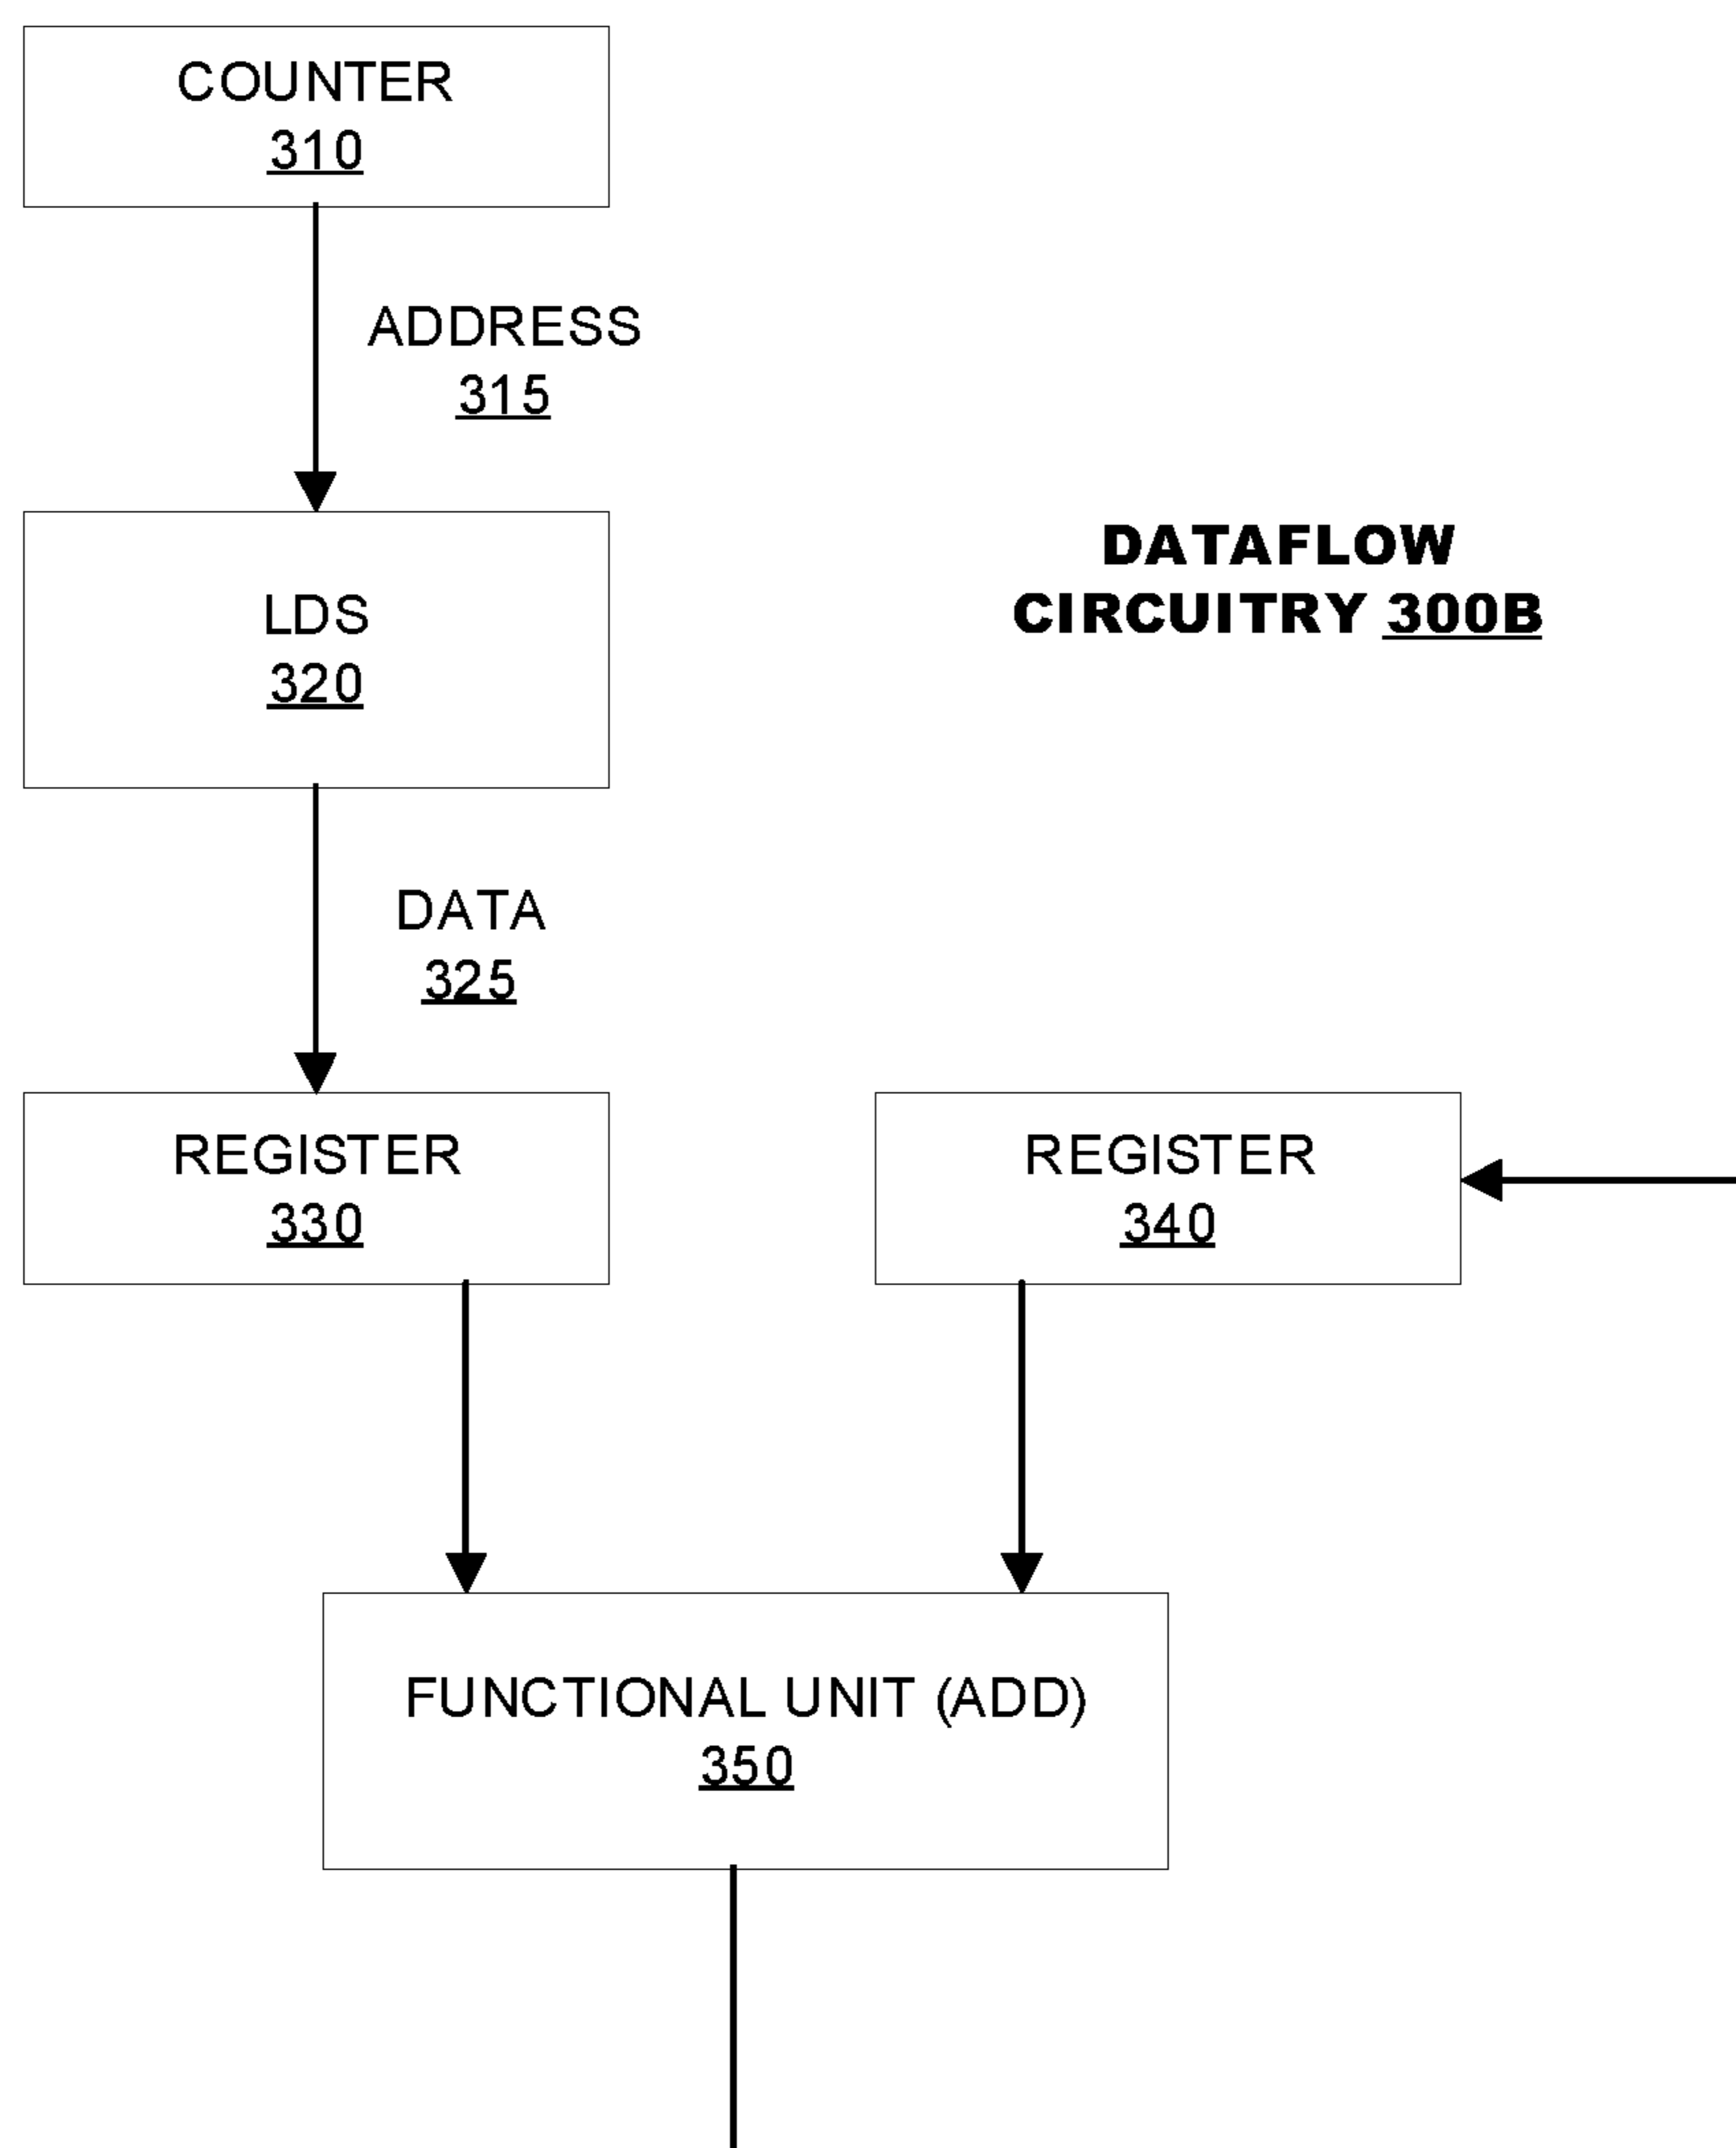 COUNTER
310
ADDRESS
315
LDS
320
DATAFLOW
CIRCUITRY 300B
DATA
325
REGISTER
330
REGISTER
340
FUNCTIONAL UNIT (ADD)
350